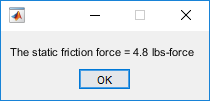 The static friction force = 4.8 lbs-force
OK